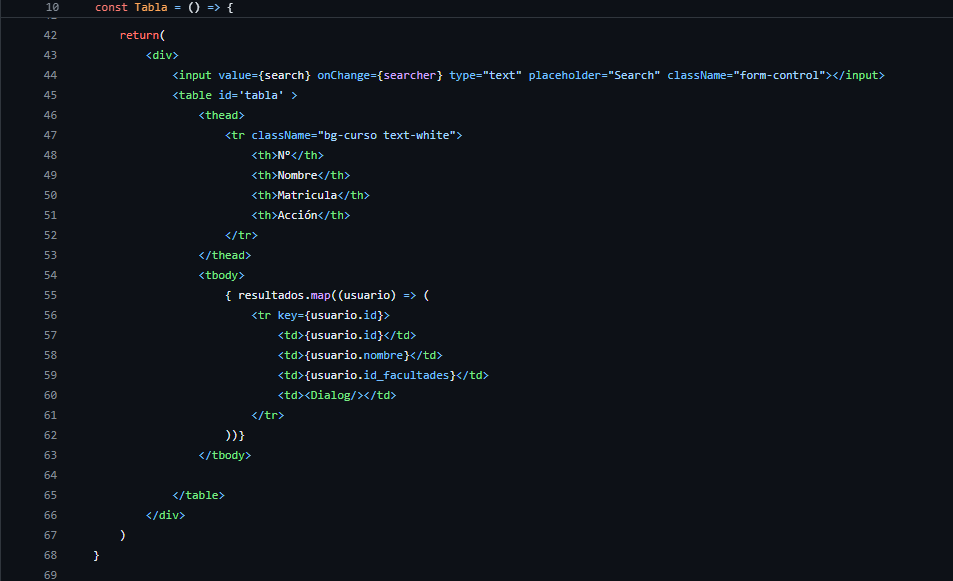 10 const Tabla = () => {
42 return(
43 <div>
44 <input value={search} onChange={searcher} type="text" placeholder="Search" className="form-control"></input>
45 <table id='tabla' >
46 <thead>
47 <tr className="bg-curso text-white">
48 <th>Nº</th>
49 <th>Nombre</th>
50 <th>Matricula</th>
51 <th>Acción</th>
52 </tr>
53 </thead>
54 <tbody>
55 { resultados.map((usuario) => (
56 <tr key={usuario.id}>
57 <td>{usuario.id}</td>
58 <td>{usuario.nombre}</td>
59 <td>{usuario.id_facultades}</td>
60 <td><Dialog/></td>
61 </tr>
62 ))}
63 </tbody>
64
65 </table>
66 </div>
67 )
68 }
69